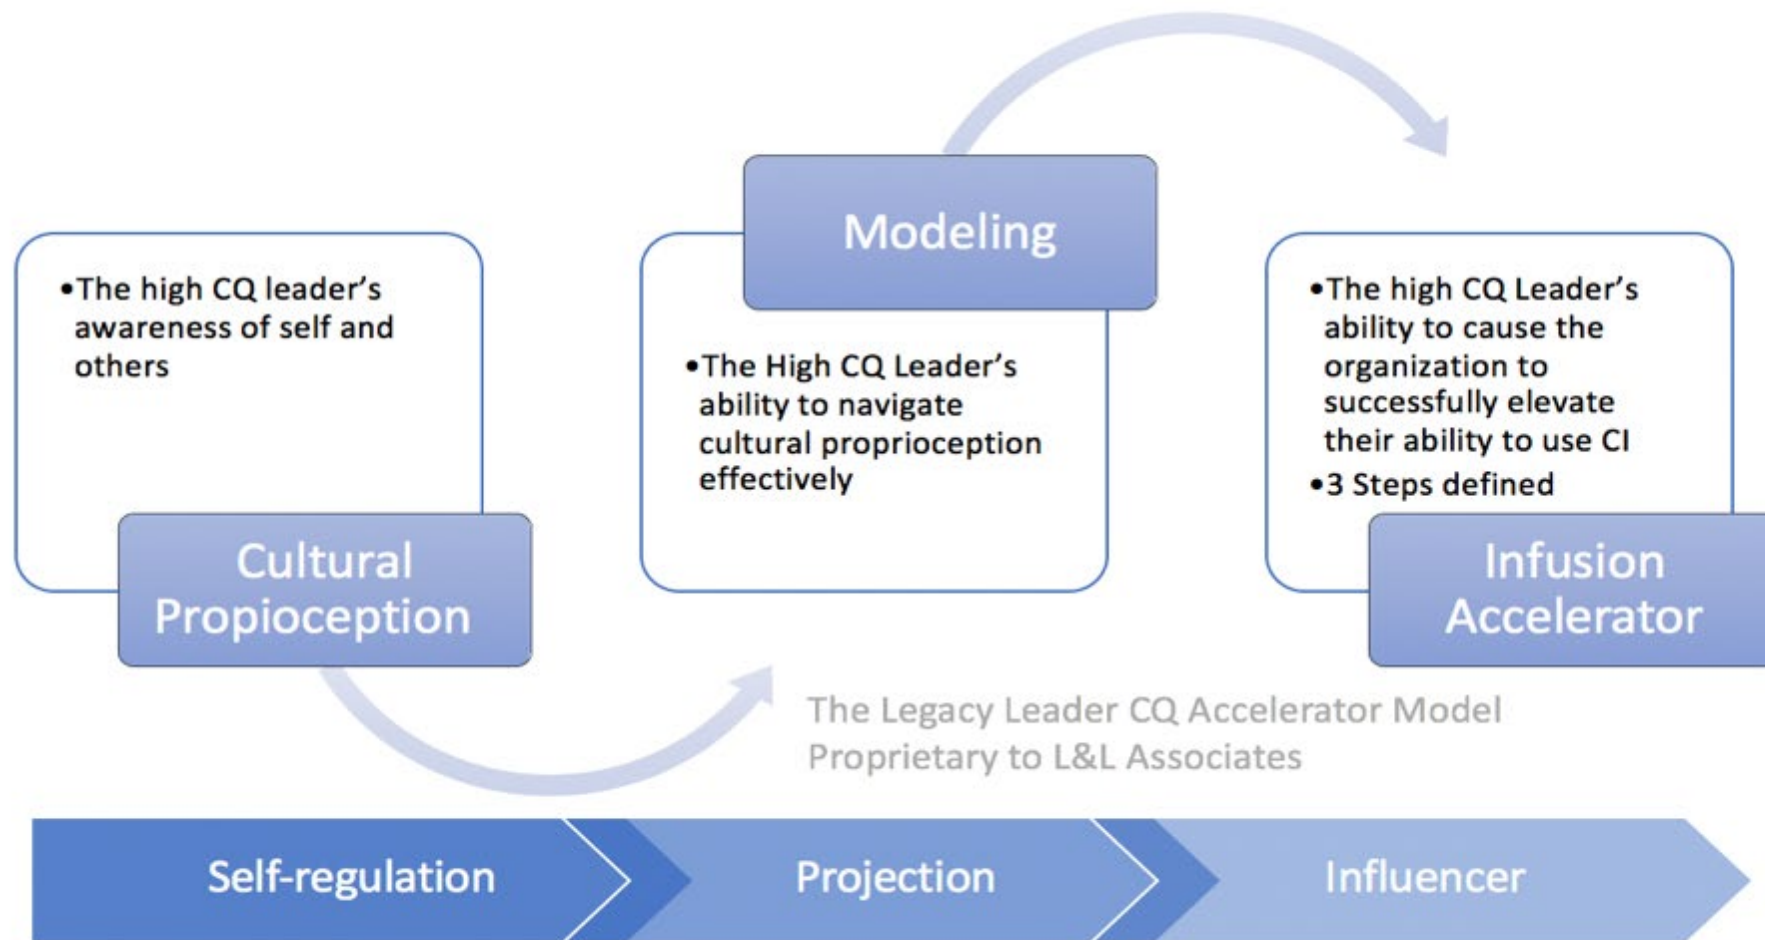 •The high CQ leader's
awareness of self and
others
Cultural
Propioception
Modeling
•The High CQ Leader's
ability to navigate
cultural proprioception
effectively
•The high CQ Leader's
ability to cause the
organization to
successfully elevate
their ability to use CI
•3 Steps defined
Infusion
Accelerator
The Legacy Leader CQ Accelerator Model
Proprietary to L&L Associates
Self-regulation
Projection
Influencer